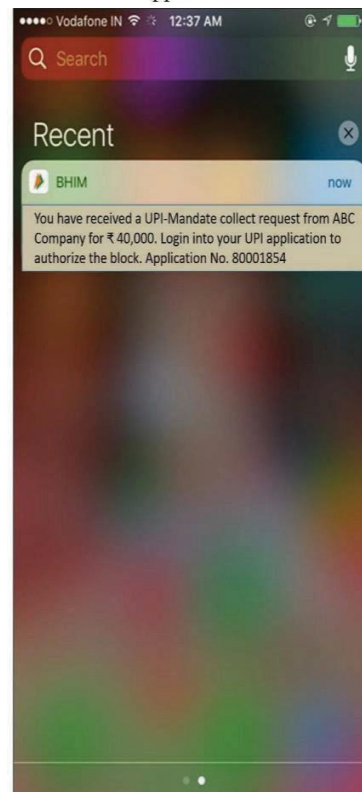 Vodafone IN 12:37 AM
Search
Recent
BHIM now
You have received a UPI-Mandate collect request from ABC
Company for ₹ 40,000. Login into your UPI application to
authorize the block. Application No. 80001854